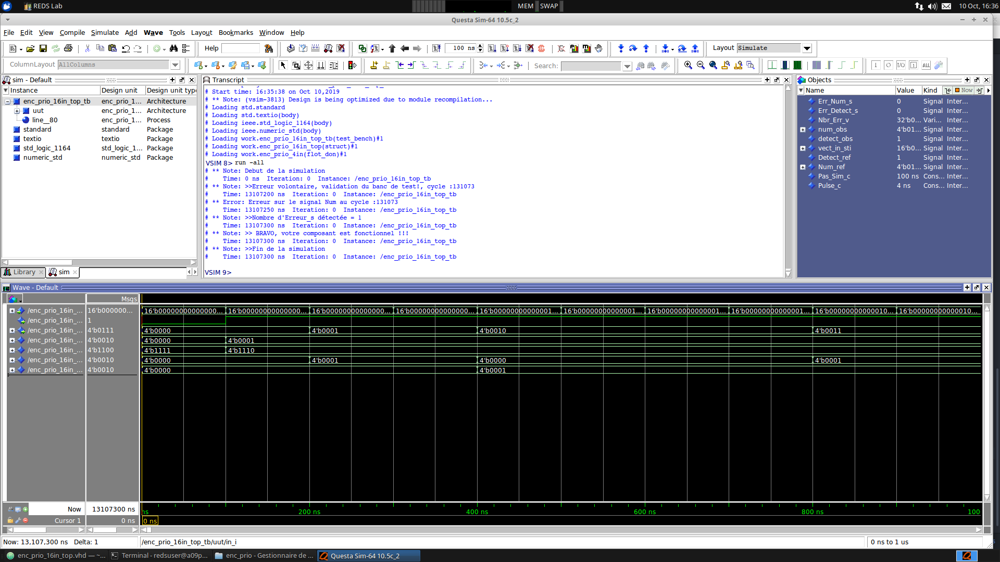 REDS Lab
MEM SWAP
10 Oct, 16:36
Questa Sim-64 10.5c_2
File Edit View Compile Simulate Add Wave Tools Layout Bookmarks Window Help
Help
100 ns
Layout Simulate
ColumnLayout AllColumns
Search:
sim - Default
Instance Design unit Design unit type
enc_prio_16in_top_tb enc_prio_1... Architecture
uut enc_prio_1... Architecture
line__80 enc_prio_1... Process
standard standard Package
textio textio Package
std_logic_1164 std_logic_1... Package
numeric_std numeric_std Package
Library sim
Transcript
# Start time: 16:35:38 on Oct 10,2019
# ** Note: (vsim-3813) Design is being optimized due to module recompilation...
# Loading std.standard
# Loading std.textio(body)
# Loading ieee.std_logic_1164(body)
# Loading ieee.numeric_std(body)
# Loading work.enc_prio_16in_top_tb(test_bench)#1
# Loading work.enc_prio_16in_top(struct)#1
# Loading work.enc_prio_4in(flot_don)#1
VSIM 8> run -all
# ** Note: Debut de la simulation
# Time: 0 ns Iteration: 0 Instance: /enc_prio_16in_top_tb
# ** Note: >>Erreur volontaire, validation du banc de test!, cycle :131073
# Time: 13107200 ns Iteration: 0 Instance: /enc_prio_16in_top_tb
# ** Error: Erreur sur le signal Num au cycle :131073
# Time: 13107250 ns Iteration: 0 Instance: /enc_prio_16in_top_tb
# ** Note: >>Nombre d'Erreur_s détectée = 1
# Time: 13107300 ns Iteration: 0 Instance: /enc_prio_16in_top_tb
# ** Note: >> BRAVO, votre composant est fonctionnel !!!
# Time: 13107300 ns Iteration: 0 Instance: /enc_prio_16in_top_tb
# ** Note: >>Fin de la simulation
# Time: 13107300 ns Iteration: 0 Instance: /enc_prio_16in_top_tb
VSIM 9>
Objects
Name Value Kind Now
Err_Num_s 0 Signal Inter...
Err_Detect_s 0 Signal Inter...
Nbr_Err_v 32'b0... Vari... Inter...
num_obs 4'b01... Signal Inter...
detect_obs 1 Signal Inter...
vect_in_sti 16'b0... Signal Inter...
Detect_ref 1 Signal Inter...
Num_ref 4'b01... Signal Inter...
Pas_Sim_c 100 ns Cons... Inter...
Pulse_c 4 ns Cons... Inter...
Wave - Default
Msgs
/enc_prio_16in_... 16'b000000... 16'b00000000000000... 16'b00000000000000... 16'b00000000000000... 16'b00000000000000... 16'b00000000000001... 16'b00000000000001... 16'b00000000000001... 16'b00000000000001... 16'b00000000000010... 16'b00000000000010...
/enc_prio_16in_... 1
/enc_prio_16in_... 4'b0111 4'b0000 4'b0001 4'b0010 4'b0011
/enc_prio_16in_... 4'b0010 4'b0000 4'b0001
/enc_prio_16in_... 4'b1100 4'b1111 4'b1110
/enc_prio_16in_... 4'b0010 4'b0000 4'b0001 4'b0000 4'b0001
/enc_prio_16in_... 4'b0010 4'b0000 4'b0001
Now 13107300 ns ns 200 ns 400 ns 600 ns 800 ns 100
Cursor 1 0 ns 0 ns
Now: 13,107,300 ns Delta: 1 /enc_prio_16in_top_tb/uut/in_i 0 ns to 1 us
enc_prio_16in_top.vhd — ~... Terminal - redsuser@a09p... enc_prio - Gestionnaire de ... Questa Sim-64 10.5c_2